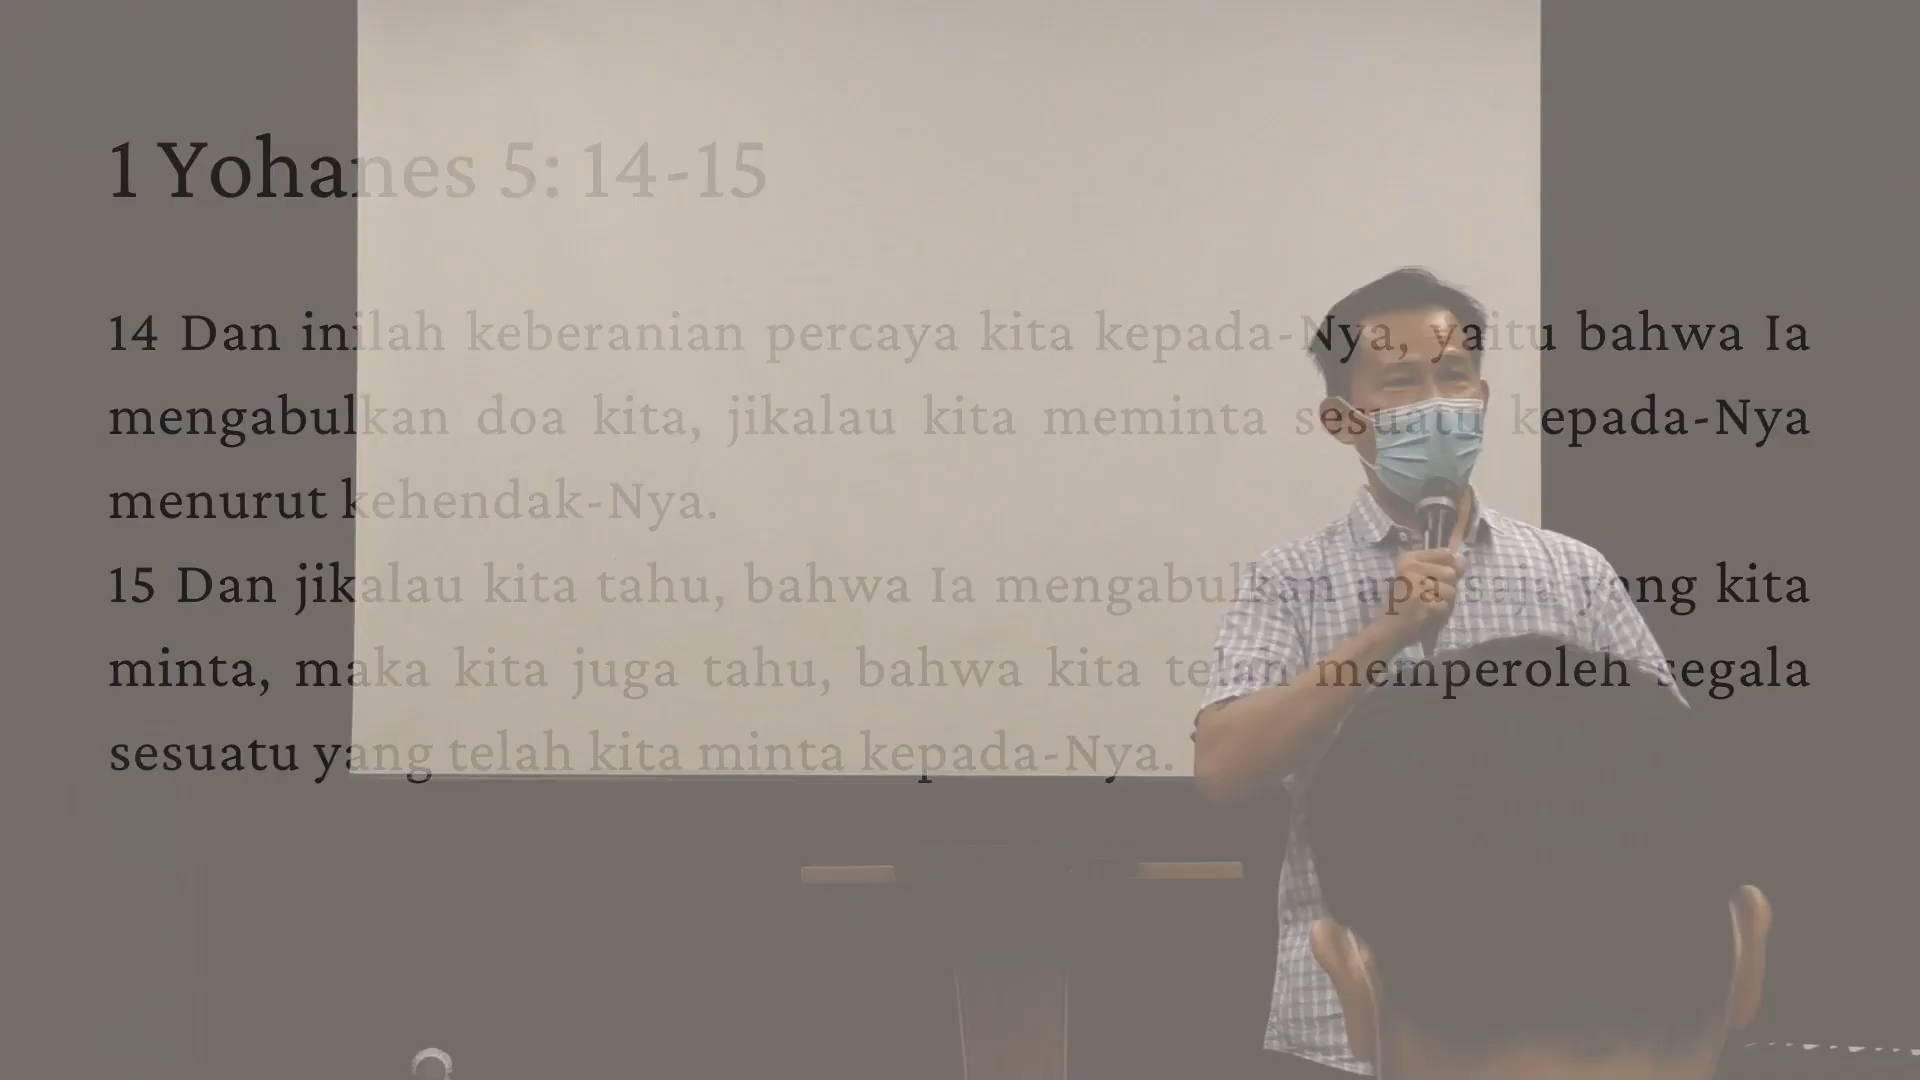 1 Yohanes 5: 14-15
14 Dan inilah keberanian percaya kita kepada-Nya, yaitu bahwa Ia
mengabulkan doa kita, jikalau kita meminta sesuatu kepada-Nya
menurut kehendak-Nya.
15 Dan jikalau kita tahu, bahwa Ia mengabulkan apa saja yang kita
minta, maka kita juga tahu, bahwa kita telah memperoleh segala
sesuatu yang telah kita minta kepada-Nya.